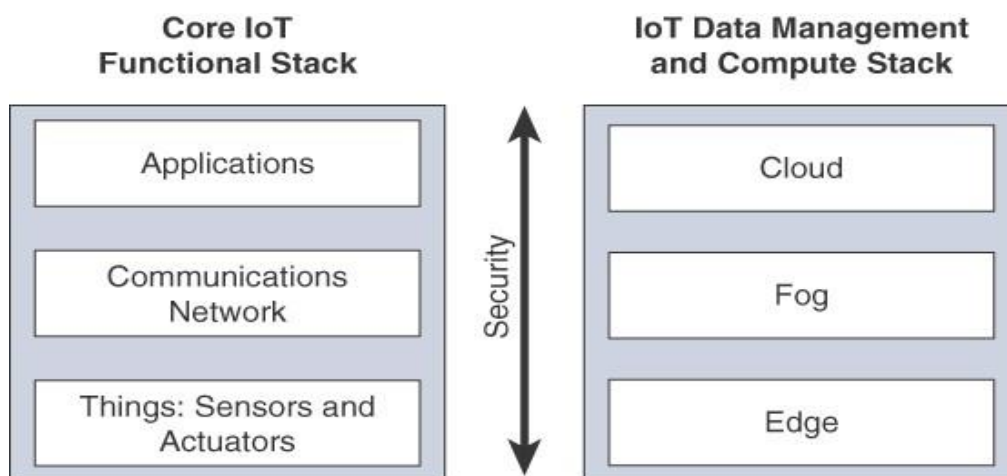 Core IoT
Functional Stack
Applications
Communications
Network
Things: Sensors and
Actuators
Security
IoT Data Management
and Compute Stack
Cloud
Fog
Edge